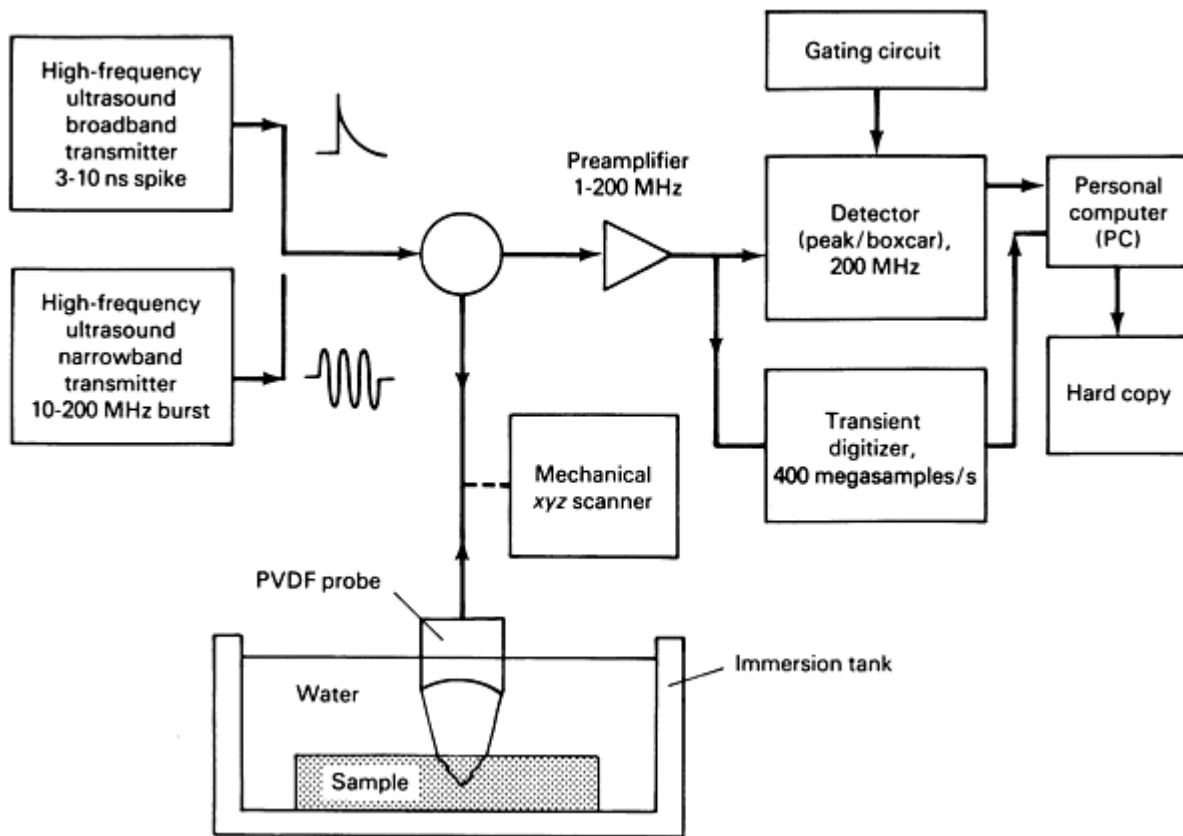 High-frequency
ultrasound
broadband
transmitter
3-10 ns spike
High-frequency
ultrasound
narrowband
transmitter
10-200 MHz burst
Preamplifier
1-200 MHz
Gating circuit
Detector
(peak/boxcar),
200 MHz
Personal
computer
(PC)
Hard copy
Transient
digitizer,
400 megasamples/s
Mechanical
xyz scanner
PVDF probe
Immersion tank
Water
Sample